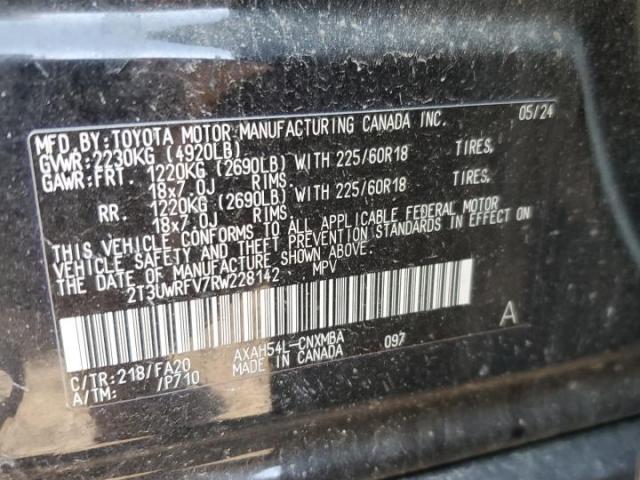 MFD. BY: TOYOTA MOTOR MANUFACTURING CANADA INC. 05/24
GVWR: 2230KG (4920LB)
GAWR: FRT. 1220KG (2690LB) WITH 225/60R18 TIRES,
18x7.0J RIMS.
RR. 1220KG (2690LB) WITH 225/60R18 TIRES,
18x7.0J RIMS.
THIS VEHICLE CONFORMS TO ALL APPLICABLE FEDERAL MOTOR
VEHICLE SAFETY AND THEFT PREVENTION STANDARDS IN EFFECT ON
THE DATE OF MANUFACTURE SHOWN ABOVE.
2T3UWRFV7RW228142 MPV
A
C/TR: 218/FA20 AXAH54L-CNXMBA 097
A/TM: /P710 MADE IN CANADA